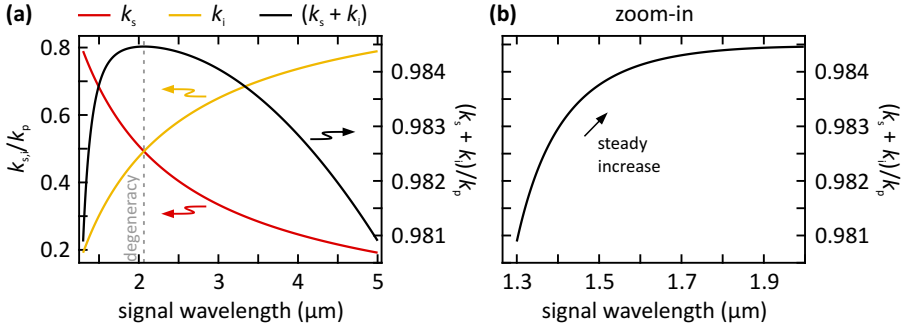 (a)
k_s k_i (k_s + k_i)
k_s,i/k_p
0.8
0.6
0.4
0.2
degeneracy
0.984
0.983
0.982
0.981
(k_s + k_i)/k_p
2 3 4 5
signal wavelength (μm)
(b) zoom-in
steady
increase
0.984
0.983
0.982
0.981
(k_s + k_i)/k_p
1.3 1.5 1.7 1.9
signal wavelength (μm)